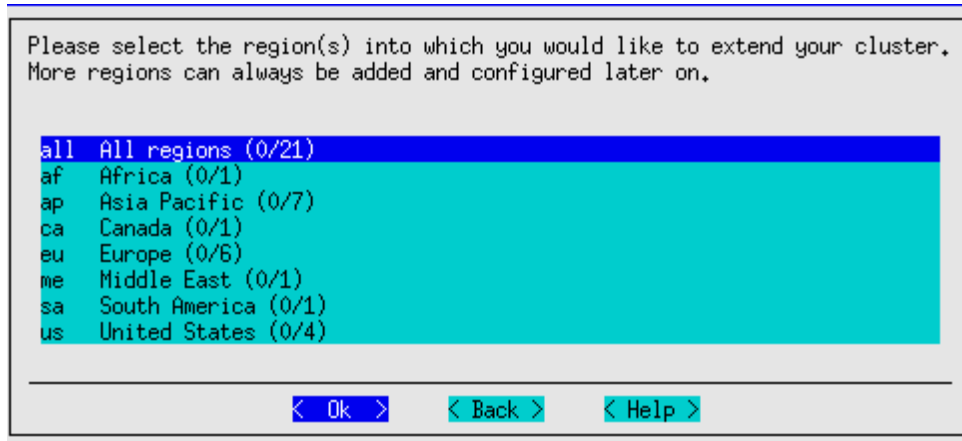 Please select the region(s) into which you would like to extend your cluster.
More regions can always be added and configured later on.
all All regions (0/21)
af Africa (0/1)
ap Asia Pacific (0/7)
ca Canada (0/1)
eu Europe (0/6)
me Middle East (0/1)
sa South America (0/1)
us United States (0/4)
< Ok > < Back > < Help >